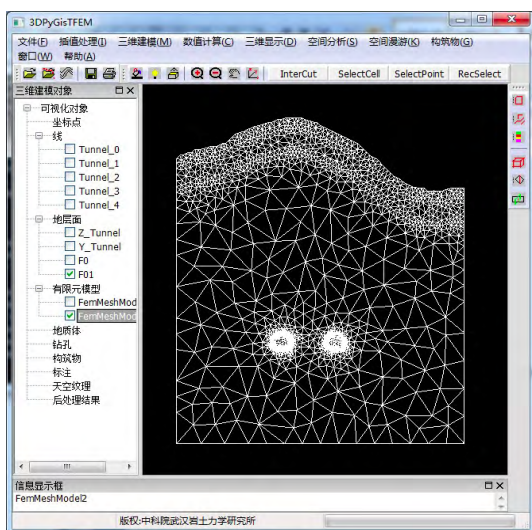 3DPyGisTFEM
文件(F) 插值处理(I) 三维建模(M) 数值计算(C) 三维显示(D) 空间分析(S) 空间漫游(K) 构筑物(G)
窗口(W) 帮助(A)
InterCut SelectCell SelectPoint RecSelect
三维建模对象
可视化对象
坐标点
线
Tunnel_0
Tunnel_1
Tunnel_2
Tunnel_3
Tunnel_4
地层面
Z_Tunnel
Y_Tunnel
F0
F01
有限元模型
FemMeshMod
FemMeshMod
地质体
钻孔
构筑物
标注
天空纹理
后处理结果
信息显示框
FemMeshModel2
版权:中科院武汉岩土力学研究所